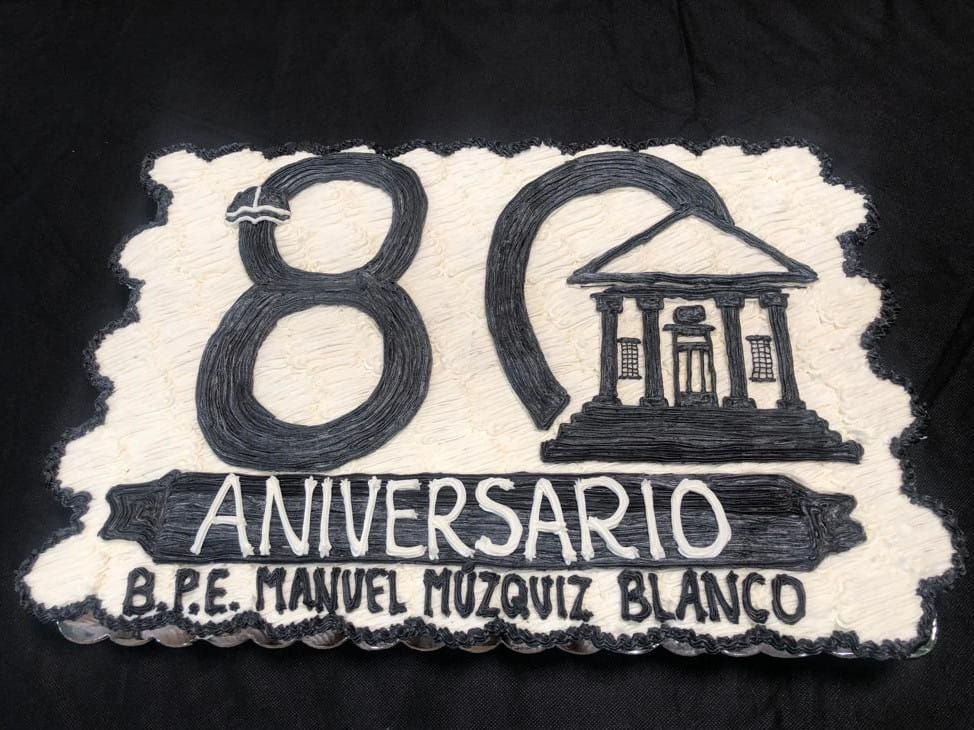 80
ANIVERSARIO
B.P.E. MANUEL MÚZQUIZ BLANCO